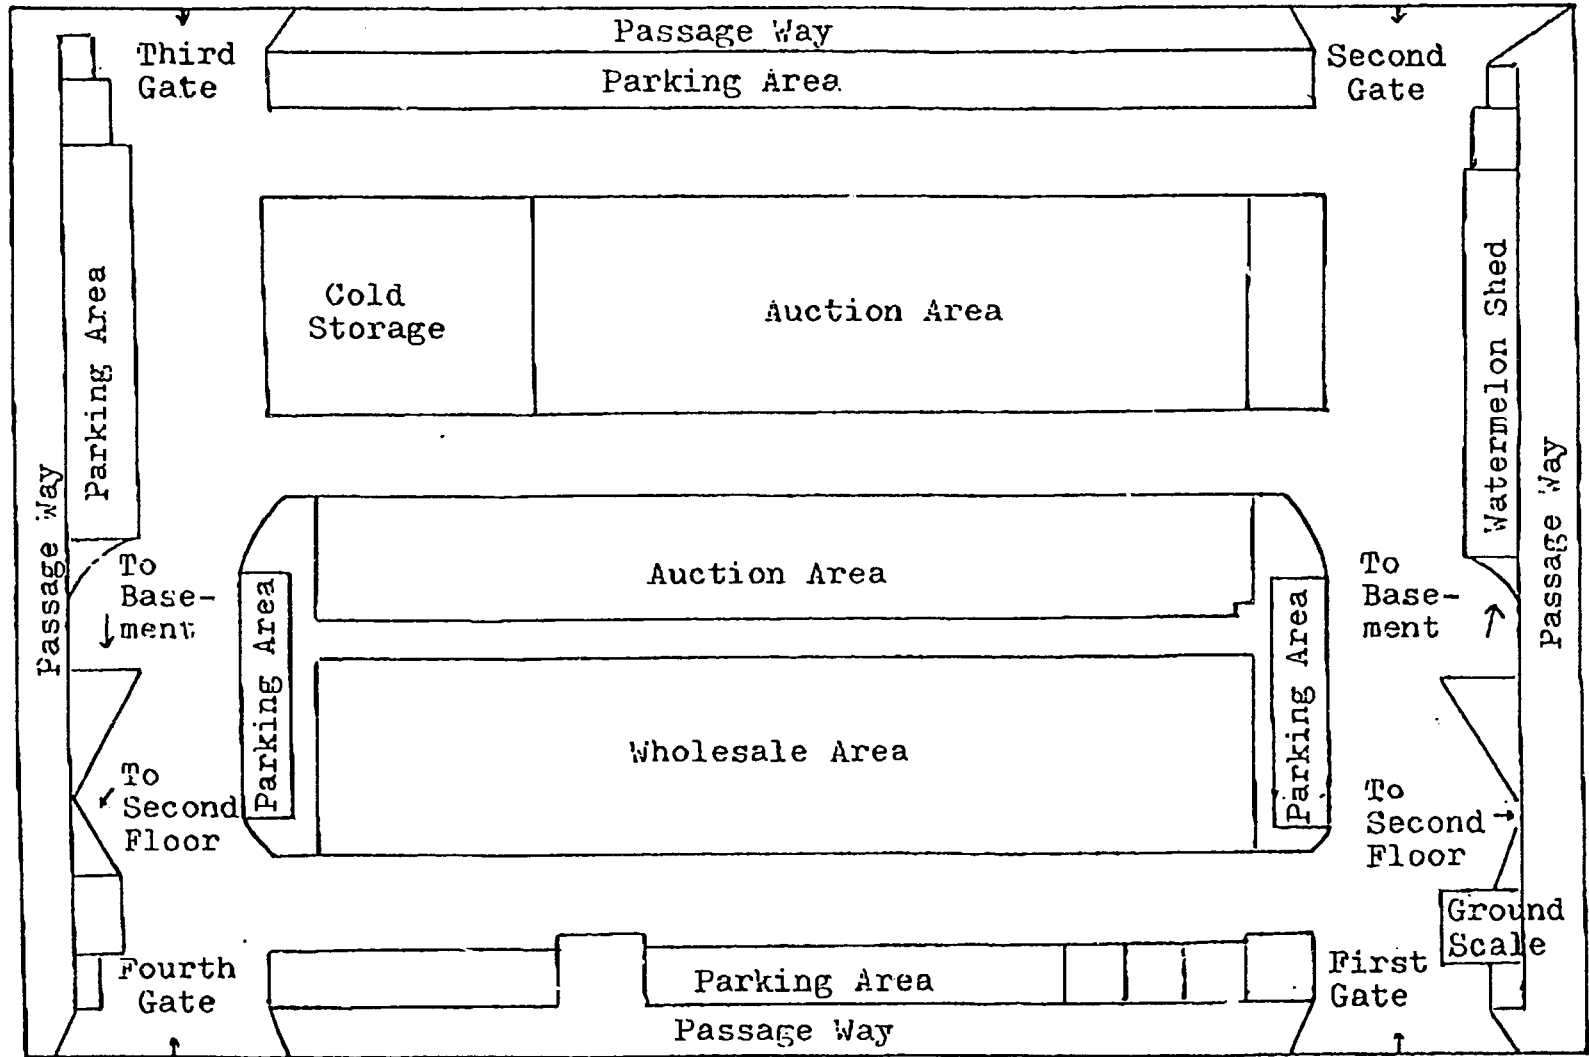 Passage Way
Third
Gate
Parking Area
Second
Gate
Cold
Storage
Auction Area
Parking Area
Watermelon Shed
Passage Way
Passage Way
To
Base-
ment
Auction Area
To
Base-
ment
Parking Area
Parking Area
Wholesale Area
To
Second
Floor
To
Second
Floor
Ground
Scale
Fourth
Gate
Parking Area
First
Gate
Passage Way